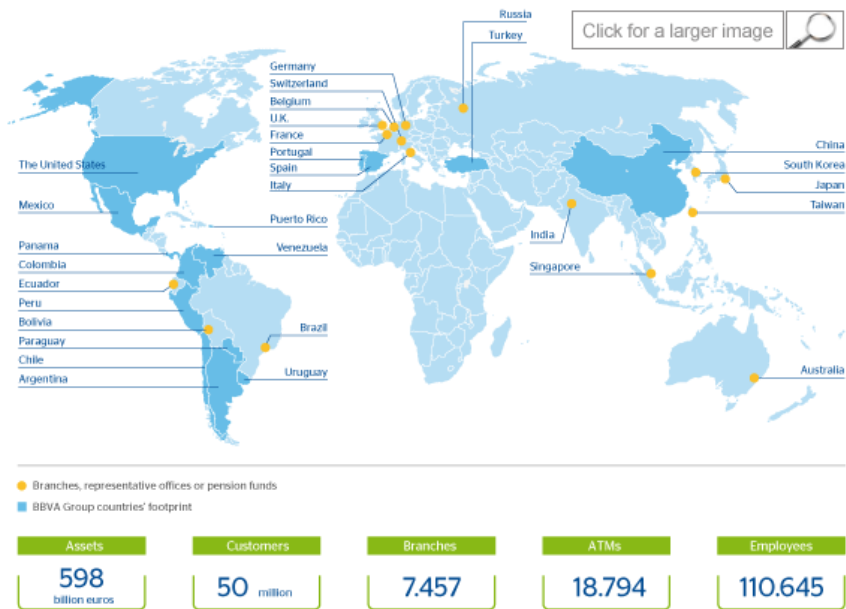 Russia
Click for a larger image
Turkey
Germany
Switzerland
Belgium
U.K.
France
Portugal
Spain
Italy
The United States
Mexico
Puerto Rico
Panama
Venezuela
Colombia
Ecuador
Peru
Bolivia
Brazil
Paraguay
Chile
Uruguay
Argentina
China
South Korea
Japan
Taiwan
India
Singapore
Australia
Branches, representative offices or pension funds
BBVA Group countries' footprint
Assets
598
billion euros
Customers
50 million
Branches
7.457
ATMs
18.794
Employees
110.645